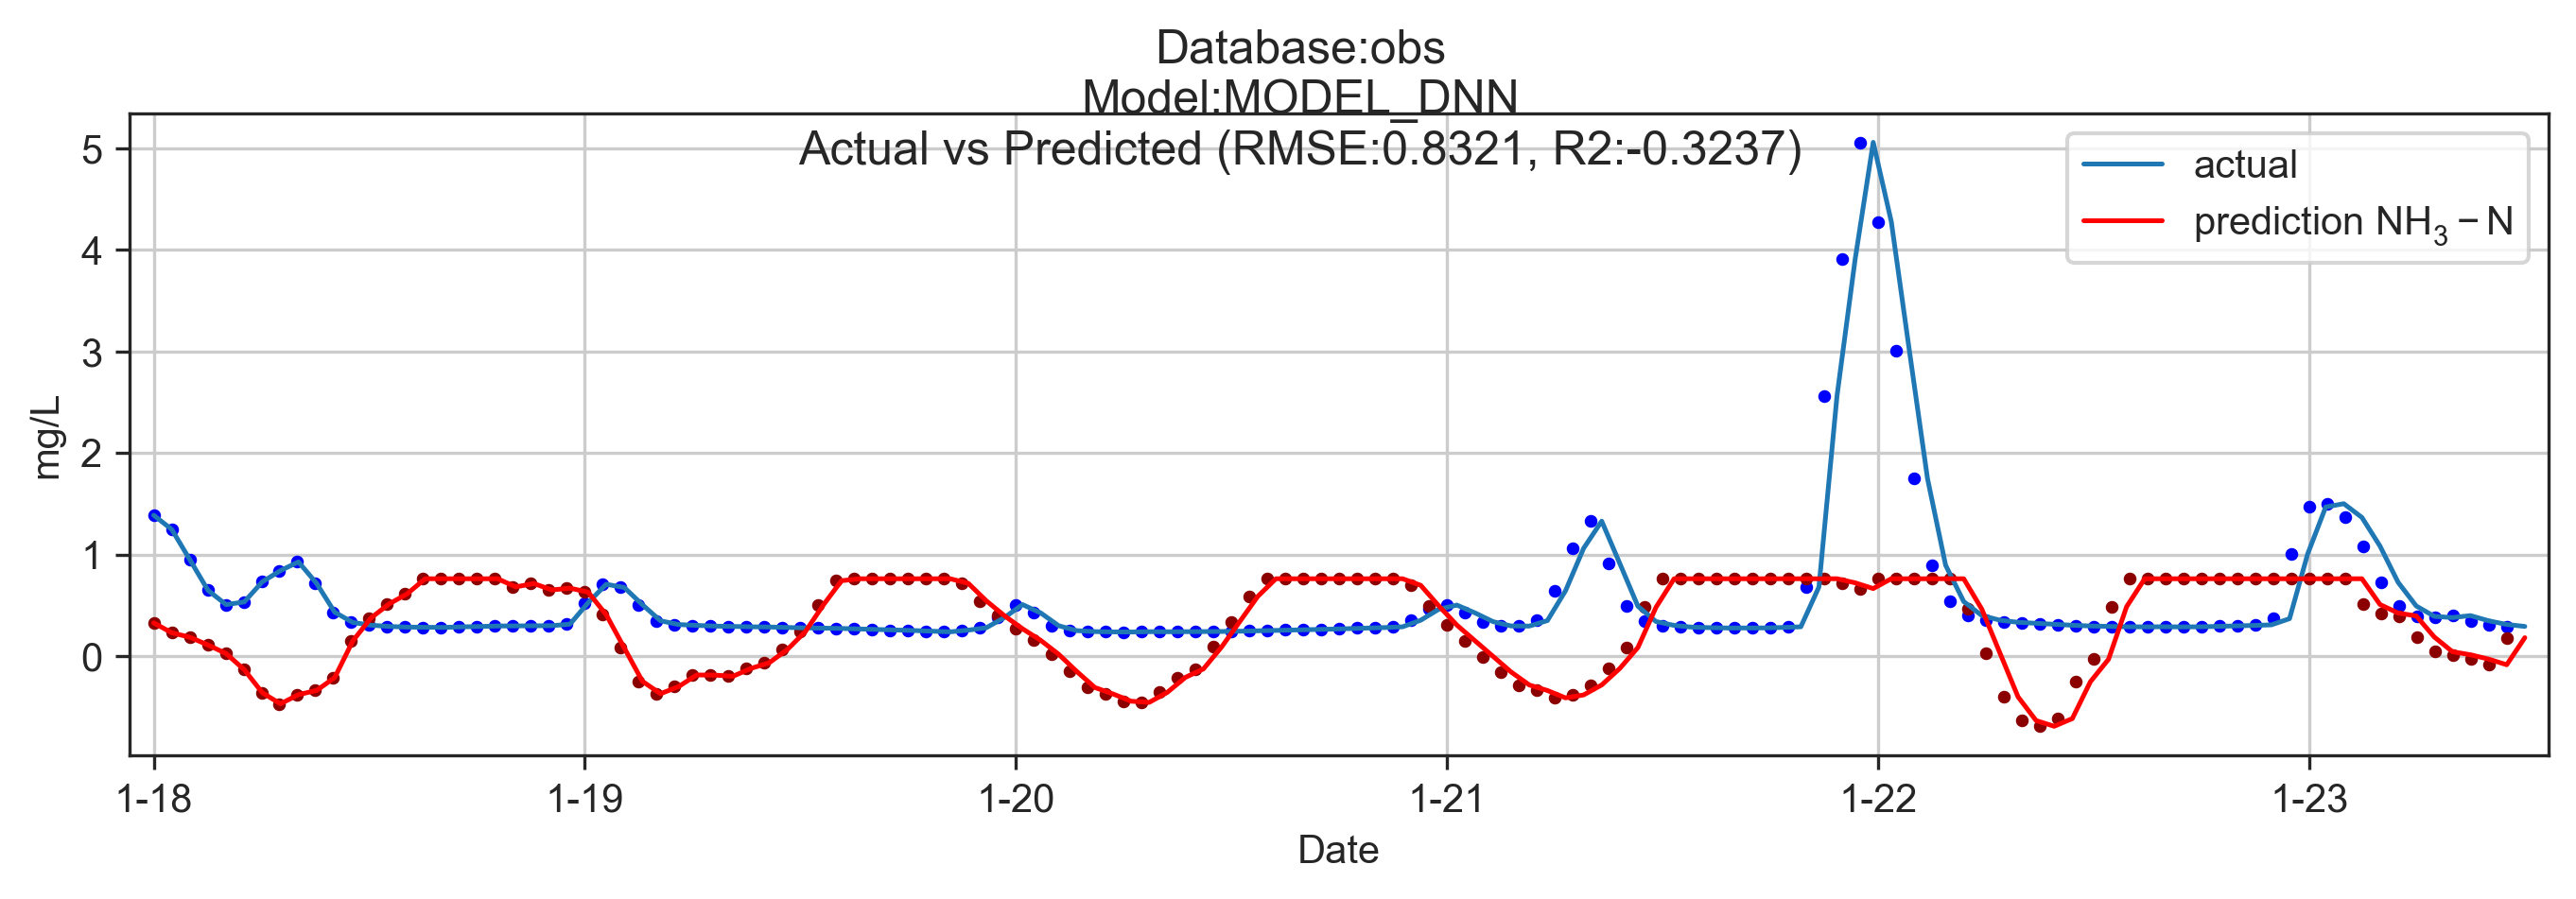 Database:obs
Model:MODEL_DNN
Actual vs Predicted (RMSE:0.8321, R2:-0.3237)
actual
prediction NH₃ − N
5
4
3
2
1
0
mg/L
1-18 1-19 1-20 1-21 1-22 1-23
Date